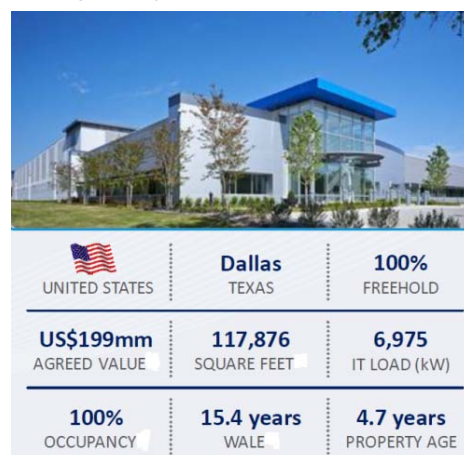 UNITED STATES
Dallas
TEXAS
100%
FREEHOLD
US$199mm
AGREED VALUE
117,876
SQUARE FEET
6,975
IT LOAD (kW)
100%
OCCUPANCY
15.4 years
WALE
4.7 years
PROPERTY AGE